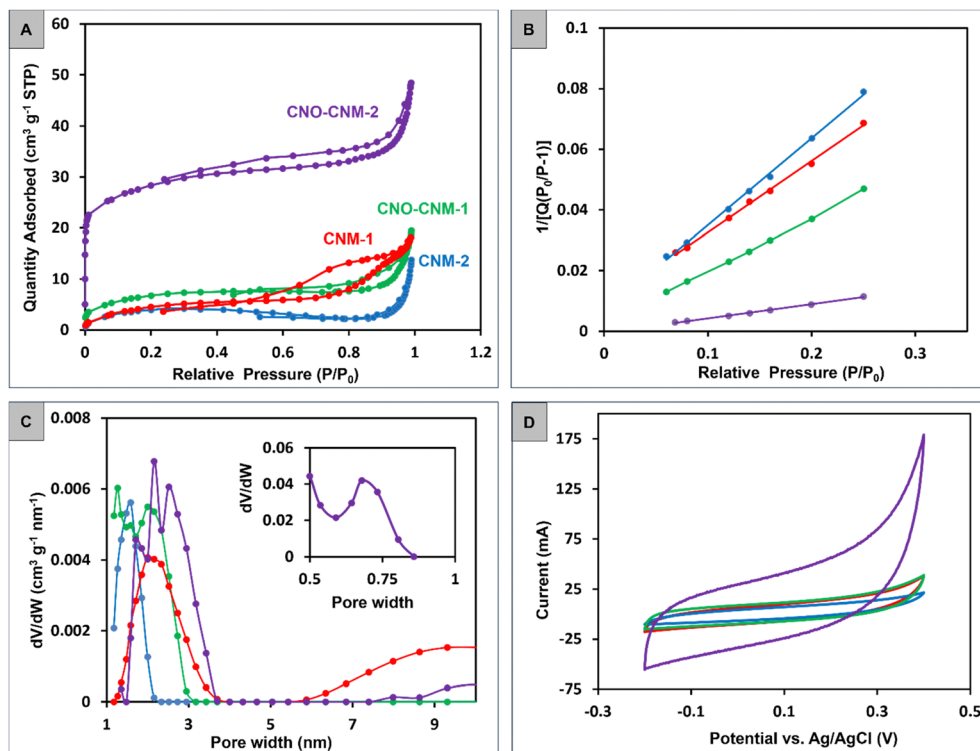 A
Quantity Adsorbed (cm³ g⁻¹ STP)
60
50
40
30
20
10
0
0
0.2
0.4
0.6
0.8
1
1.2
Relative Pressure (P/P₀)
CNO-CNM-2
CNO-CNM-1
CNM-1
CNM-2
B
1/[Q(P₀/P-1)]
0.1
0.08
0.06
0.04
0.02
0
0
0.1
0.2
0.3
Relative Pressure (P/P₀)
C
dV/dW (cm³ g⁻¹ nm⁻¹)
0.008
0.006
0.004
0.002
0
1
3
5
7
9
Pore width (nm)
dV/dW
0.06
0.04
0.02
0
0.5
0.75
1
Pore width
D
Current (mA)
175
125
75
25
-25
-75
-0.3
-0.1
0.1
0.3
0.5
Potential vs. Ag/AgCl (V)